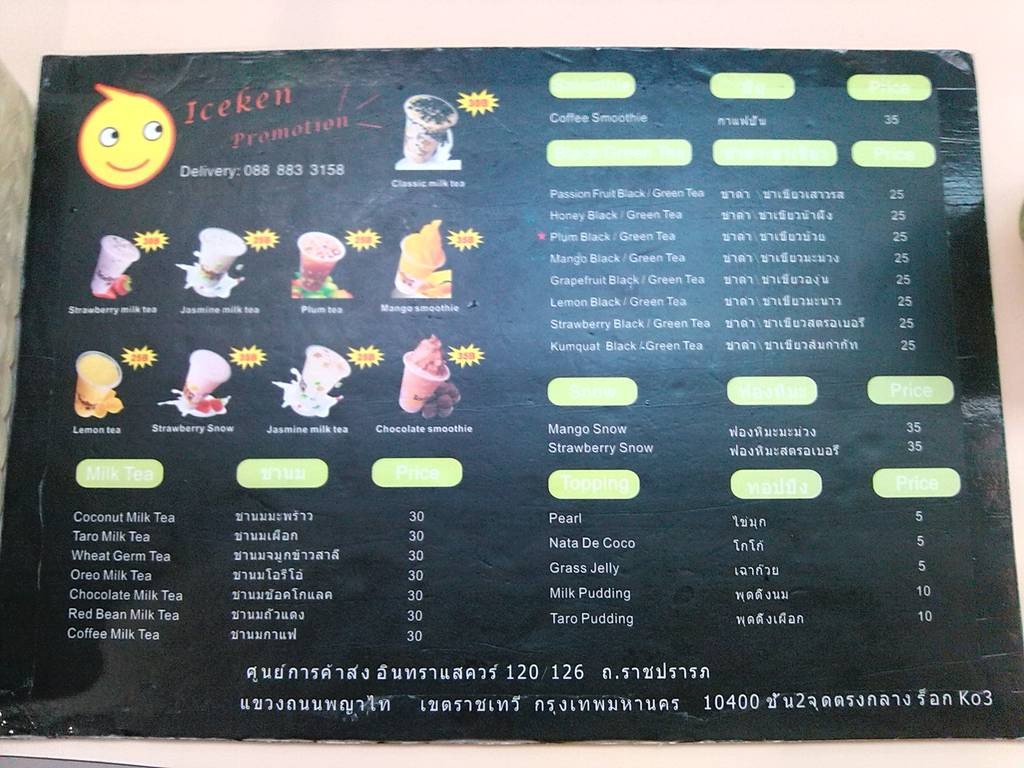 Iceken
Promotion
Delivery: 088 883 3158
30B
Classic milk tea
Strawberry milk tea
Jasmine milk tea
Plum tea
Mango smoothie
35B
Lemon tea
Strawberry Snow
Jasmine milk tea
Chocolate smoothie
Milk Tea ชานม Price
Coconut Milk Tea ชานมมะพร้าว 30
Taro Milk Tea ชานมเผือก 30
Wheat Germ Tea ชานมจมูกข้าวสาลี 30
Oreo Milk Tea ชานมโอรีโอ้ 30
Chocolate Milk Tea ชานมช๊อคโกแลค 30
Red Bean Milk Tea ชานมถั่วแดง 30
Coffee Milk Tea ชานมกาแฟ 30
Smoothie ปั่น Price
Coffee Smoothie กาแฟปั่น 35
Black/Green Tea ชาดำ/ชาเขียว Price
Passion Fruit Black / Green Tea ชาดำ \ ชาเขียวเสาวรส 25
Honey Black / Green Tea ชาดำ \ ชาเขียวน้ำผึ้ง 25
Plum Black / Green Tea ชาดำ \ ชาเขียวบ๊วย 25
Mango Black / Green Tea ชาดำ \ ชาเขียวมะม่วง 25
Grapefruit Black / Green Tea ชาดำ \ ชาเขียวองุ่น 25
Lemon Black / Green Tea ชาดำ \ ชาเขียวมะนาว 25
Strawberry Black / Green Tea ชาดำ \ ชาเขียวสตรอเบอรี่ 25
Kumquat Black / Green Tea ชาดำ \ ชาเขียวส้มกำกัท 25
Snow ฟองหิมะ Price
Mango Snow ฟองหิมะมะม่วง 35
Strawberry Snow ฟองหิมะสตรอเบอรี่ 35
Topping ทอปปิ้ง Price
Pearl ไข่มุก 5
Nata De Coco โกโก้ 5
Grass Jelly เฉาก๊วย 5
Milk Pudding พุดดิ้งนม 10
Taro Pudding พุดดิ้งเผือก 10
ศูนย์การค้าส่ง อินทราแสควร์ 120/126 ถ.ราชปรารภ
แขวงถนนพญาไท เขตราชเทวี กรุงเทพมหานคร 10400 ชั้น2จุดตรงกลาง ร็อก Ko3